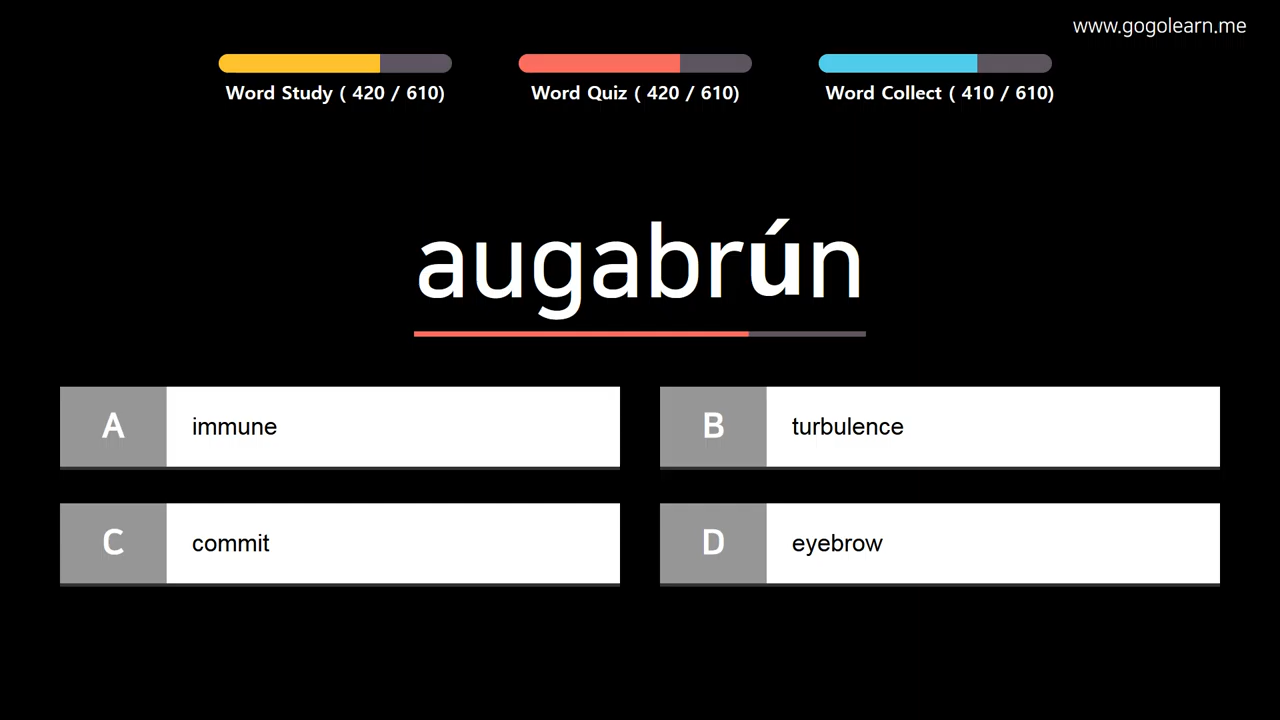 www.gogolearn.me
Word Study ( 420 / 610)
Word Quiz ( 420 / 610)
Word Collect ( 410 / 610)
augabrún
A immune
B turbulence
C commit
D eyebrow